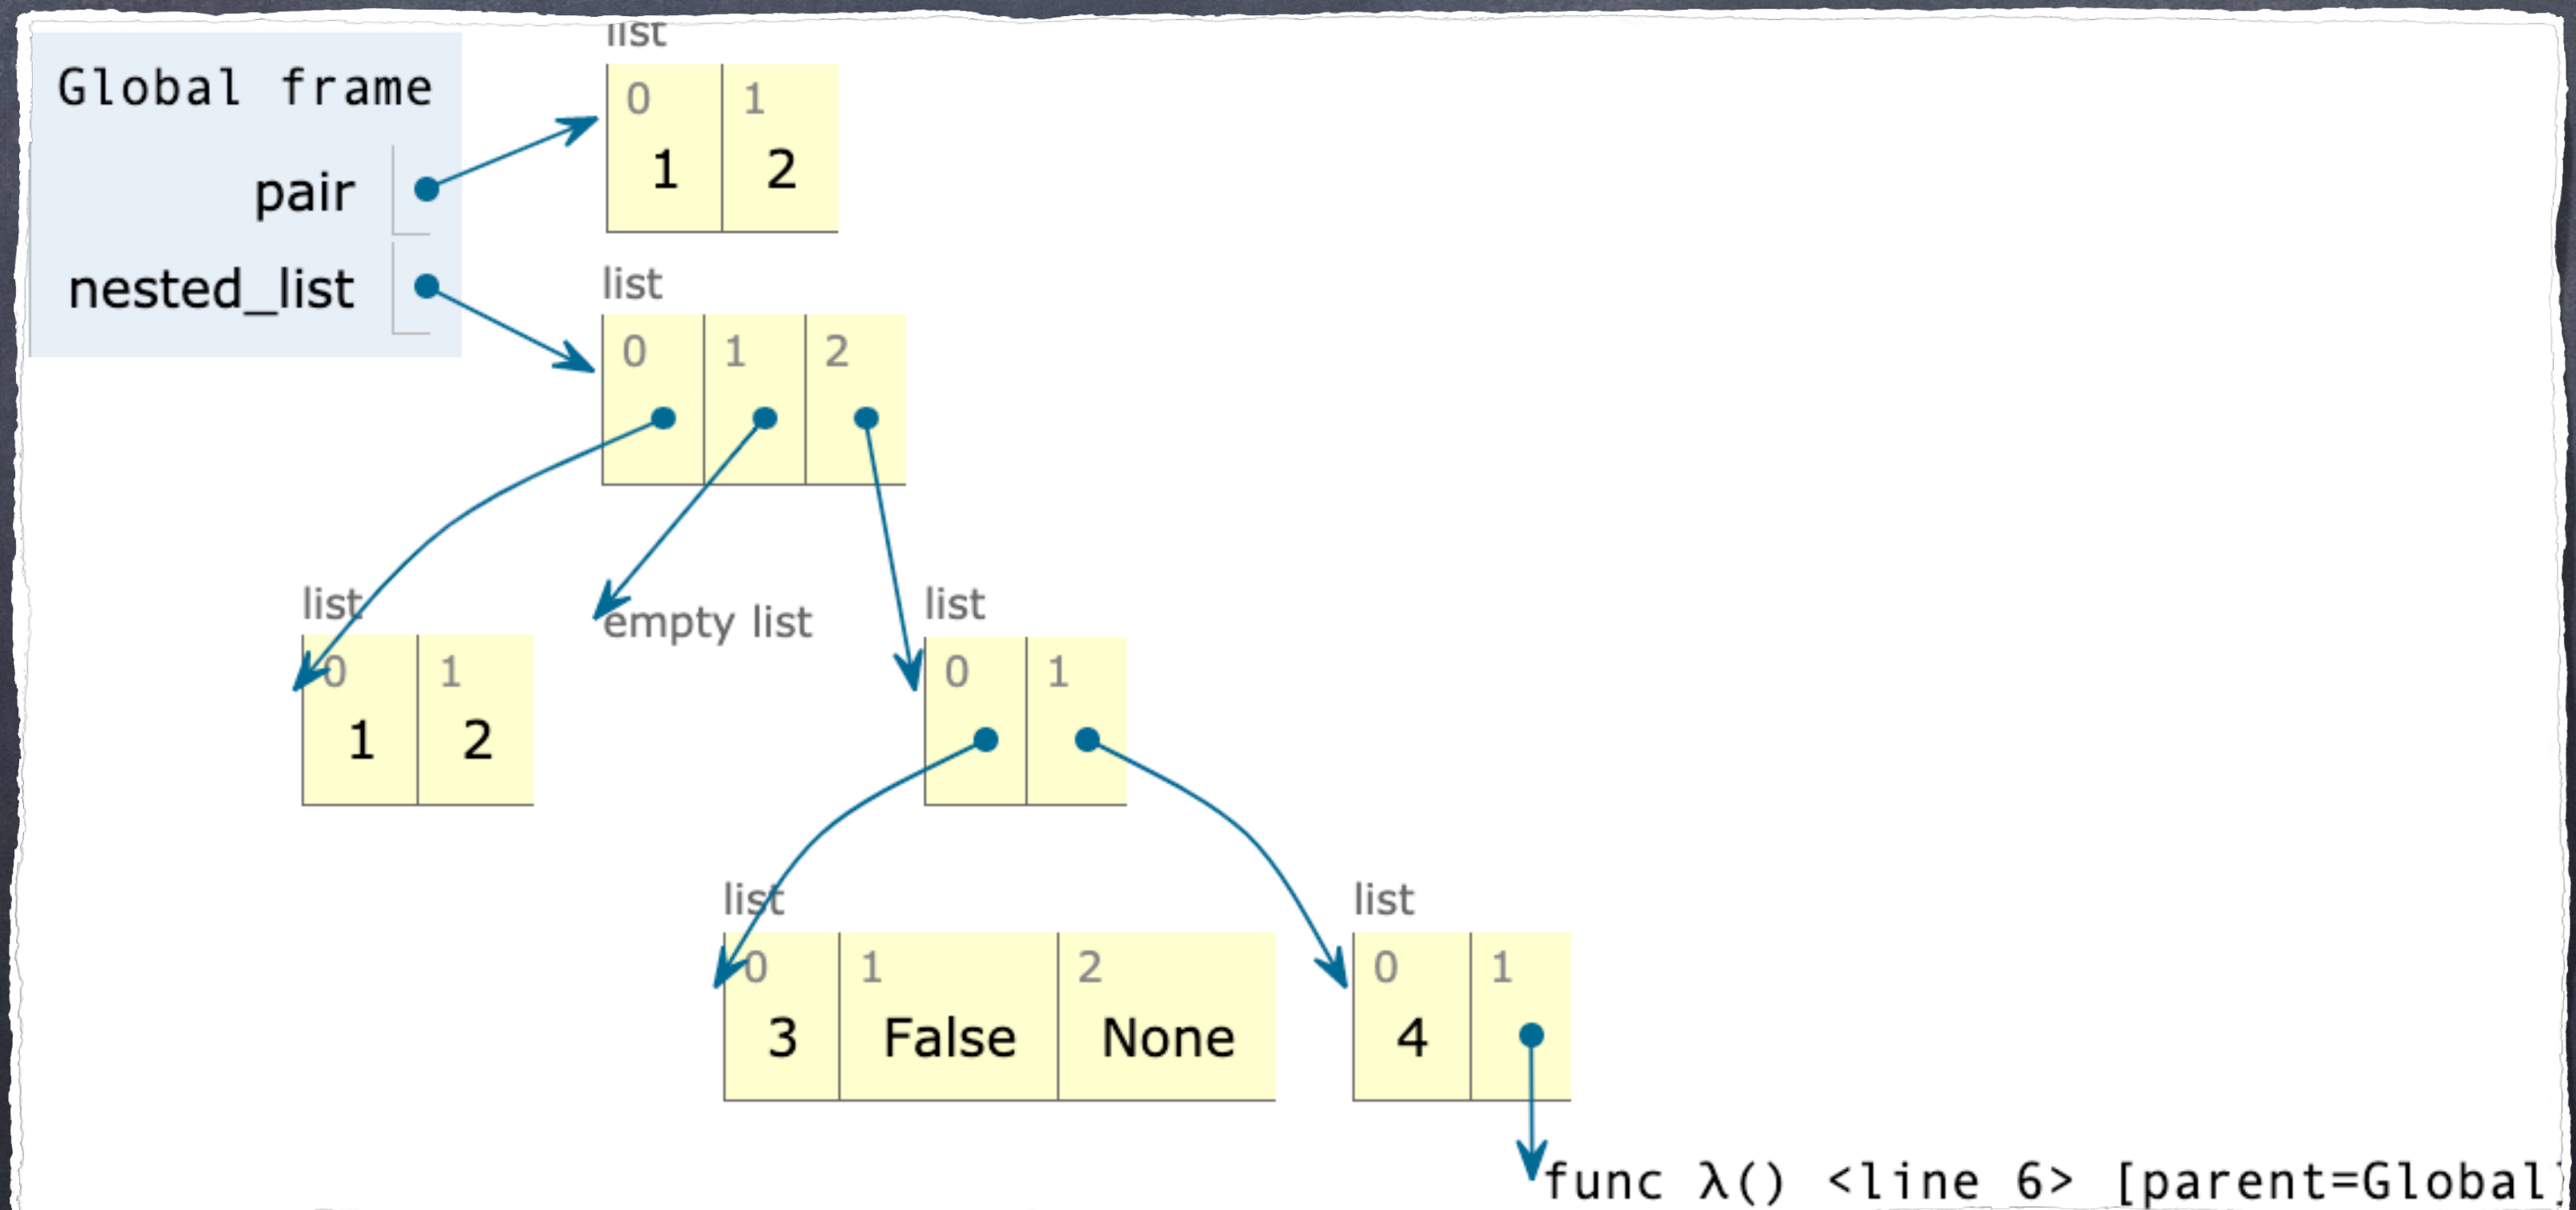 list
Global frame
0 1
1 2
pair
nested_list
list
0 1 2
list
0 1
1 2
empty list
list
0 1
list
0 1 2
3 False None
list
0 1
4
func λ() <line 6> [parent=Global]